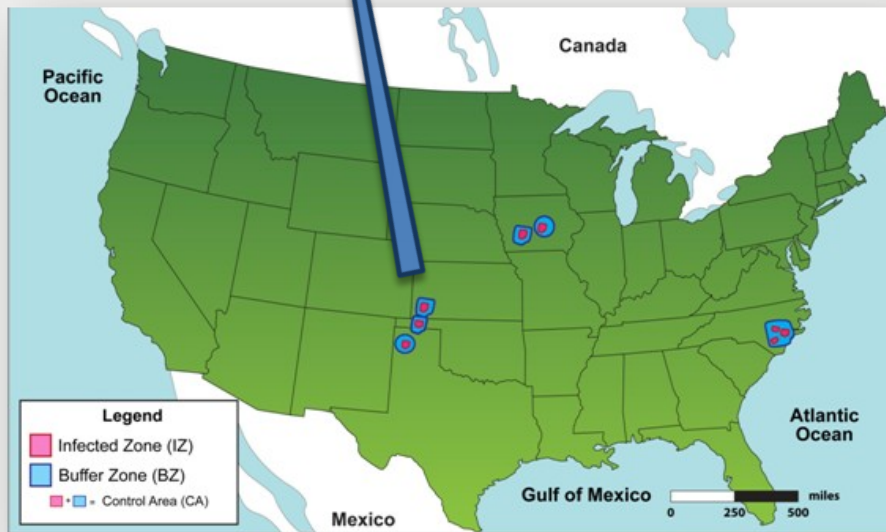 Canada
Pacific
Ocean
Legend
Infected Zone (IZ)
Buffer Zone (BZ)
+ = Control Area (CA)
Atlantic
Ocean
Gulf of Mexico
miles
0 250 500
Mexico